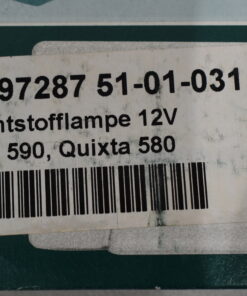 97287 51-01-031
ntstofflampe 12V
590, Quixta 580